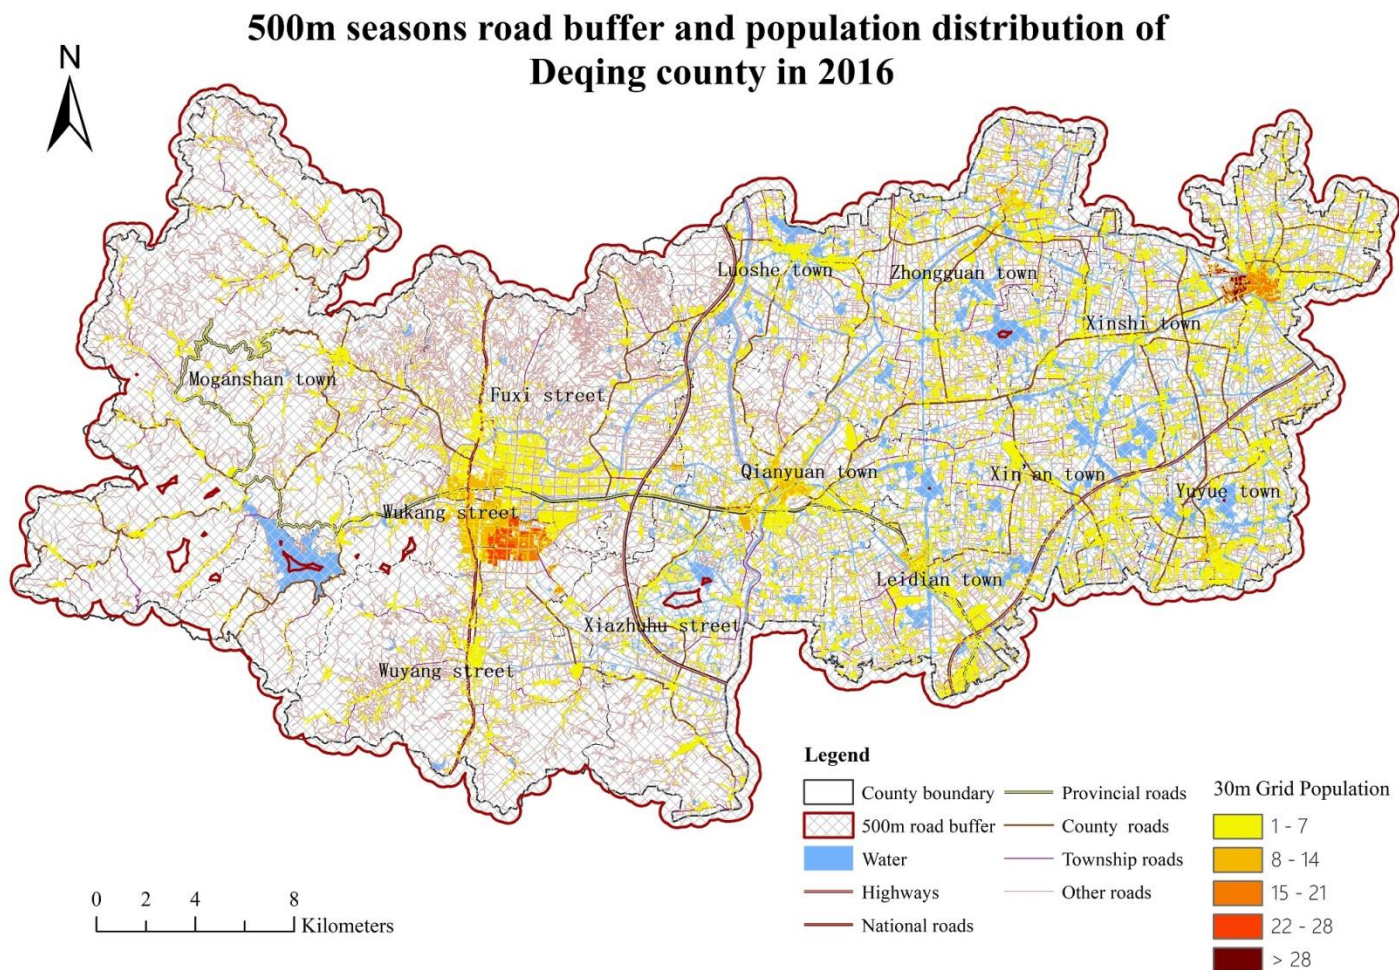 500m seasons road buffer and population distribution of
Deqing county in 2016
N
Luoshe town
Zhongguan town
Xinshi town
Moganshan town
Fuxi street
Qianyuan town
Xin'an town
Yuyue town
Wukang street
Leidian town
Xiazhuhu street
Wuyang street
Legend
County boundary
500m road buffer
Water
Highways
National roads
Provincial roads
County roads
Township roads
Other roads
30m Grid Population
1 - 7
8 - 14
15 - 21
22 - 28
> 28
0 2 4 8
Kilometers